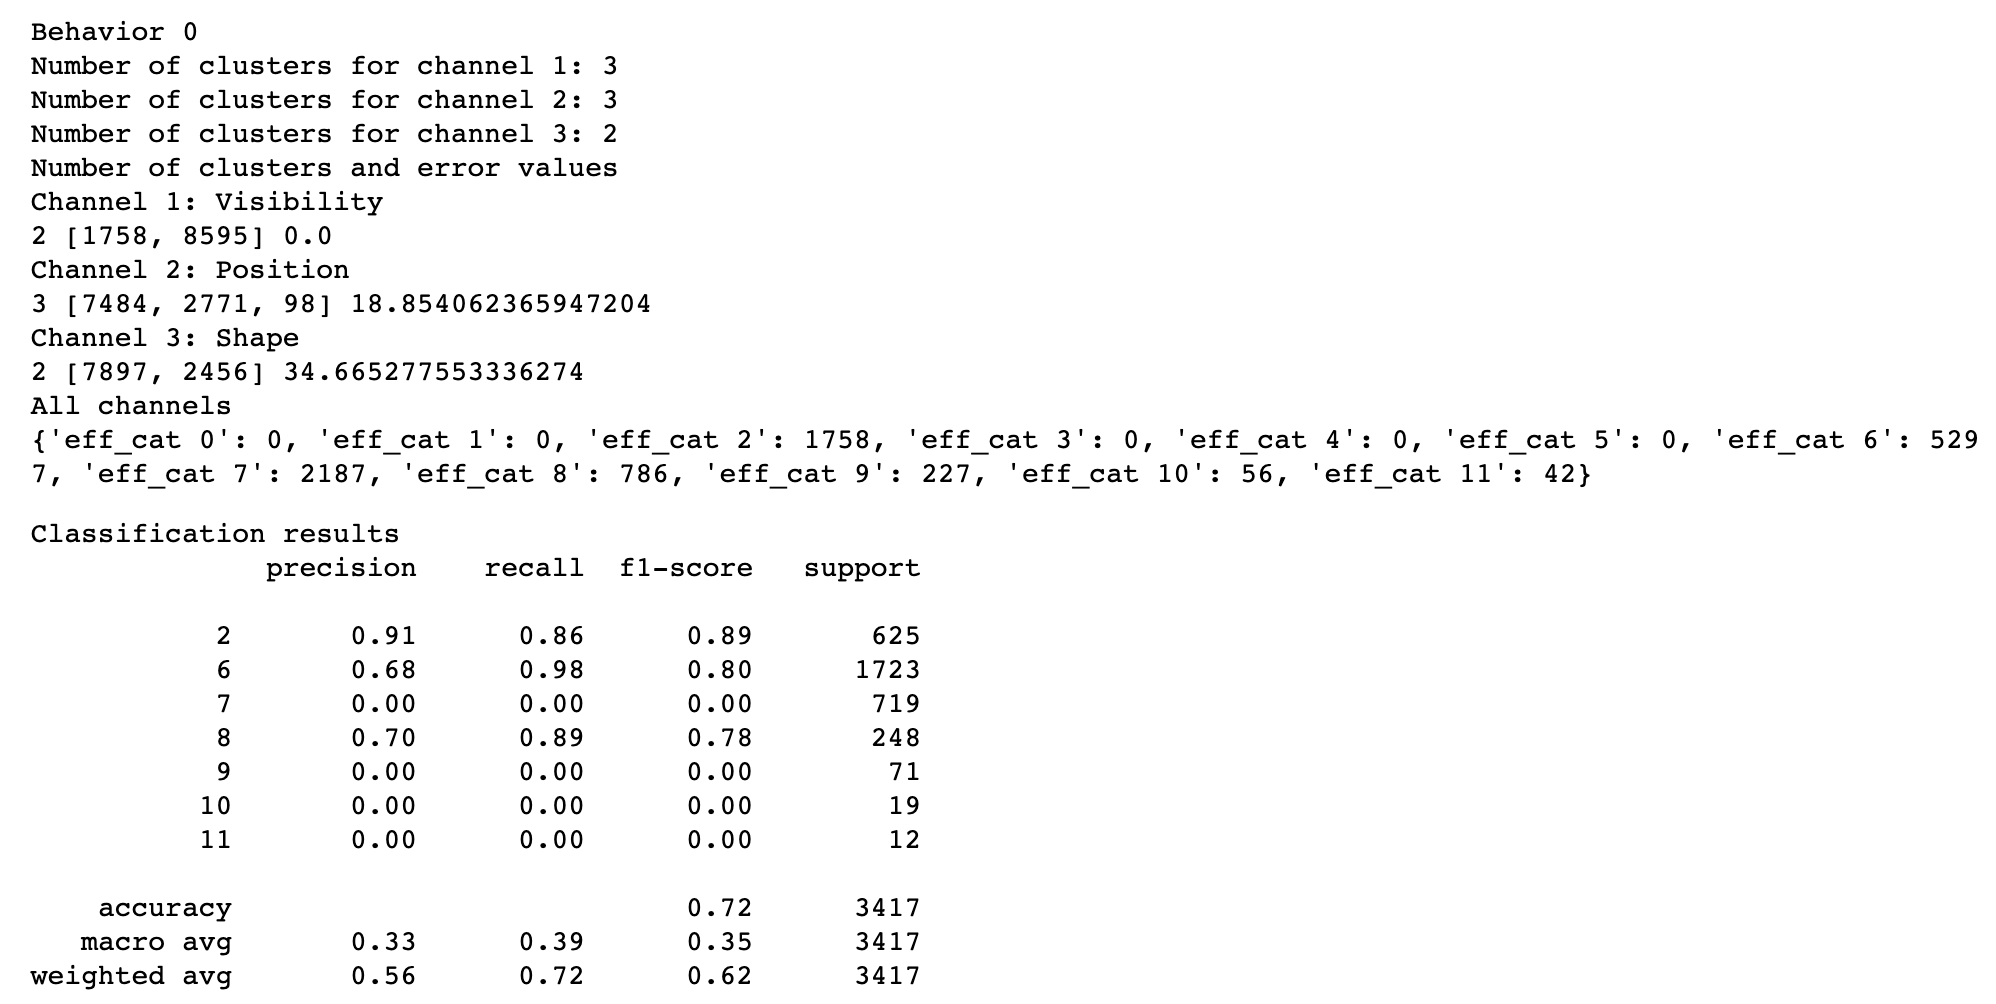 Behavior 0
Number of clusters for channel 1: 3
Number of clusters for channel 2: 3
Number of clusters for channel 3: 2
Number of clusters and error values
Channel 1: Visibility
2 [1758, 8595] 0.0
Channel 2: Position
3 [7484, 2771, 98] 18.854062365947204
Channel 3: Shape
2 [7897, 2456] 34.665277553336274
All channels
{'eff_cat 0': 0, 'eff_cat 1': 0, 'eff_cat 2': 1758, 'eff_cat 3': 0, 'eff_cat 4': 0, 'eff_cat 5': 0, 'eff_cat 6': 529
7, 'eff_cat 7': 2187, 'eff_cat 8': 786, 'eff_cat 9': 227, 'eff_cat 10': 56, 'eff_cat 11': 42}
Classification results
precision recall f1-score support
2 0.91 0.86 0.89 625
6 0.68 0.98 0.80 1723
7 0.00 0.00 0.00 719
8 0.70 0.89 0.78 248
9 0.00 0.00 0.00 71
10 0.00 0.00 0.00 19
11 0.00 0.00 0.00 12
accuracy 0.72 3417
macro avg 0.33 0.39 0.35 3417
weighted avg 0.56 0.72 0.62 3417